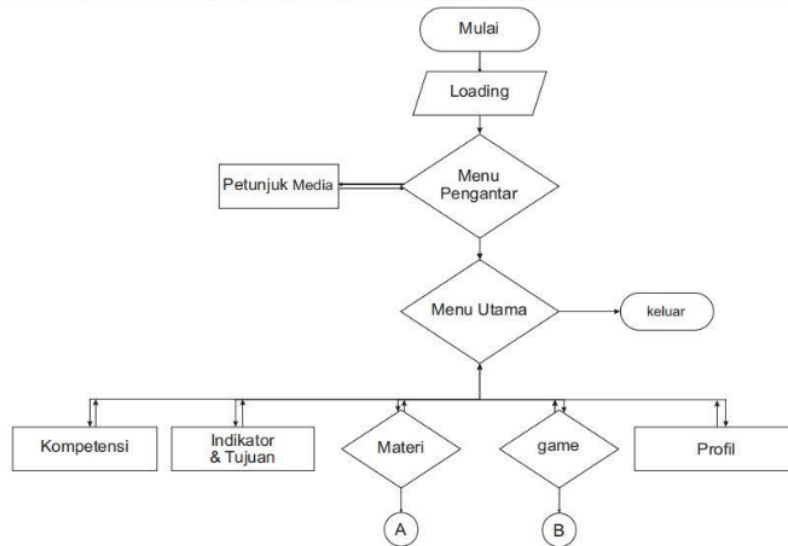 Mulai
Loading
Menu
Pengantar
Petunjuk Media
Menu Utama
keluar
Kompetensi
Indikator
& Tujuan
Materi
game
Profil
A
B